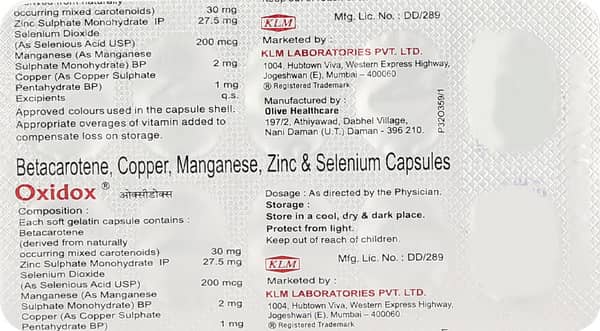 occurring mixed carotenoids) 30 mg
Zinc Sulphate Monohydrate IP 27.5 mg
Selenium Dioxide
(As Selenious Acid USP) 200 mcg
Manganese (As Manganese
Sulphate Monohydrate) BP 2 mg
Copper (As Copper Sulphate
Pentahydrate BP) 1 mg
Excipients q.s.
Approved colours used in the capsule shell.
Appropriate overages of vitamin added to
compensate loss on storage.
KLM
Mfg. Lic. No. : DD/289
Marketed by :
KLM LABORATORIES PVT. LTD.
1004, Hubtown Viva, Western Express Highway,
Jogeshwari (E), Mumbai – 400060
® Registered Trademark
Manufactured by :
Olive Healthcare
197/2, Athiyawad, Dabhel Village,
Nani Daman (U.T.) Daman - 396 210.
P32O359/1
Betacarotene, Copper, Manganese, Zinc & Selenium Capsules
Oxidox ® ओक्सीडोक्स
Composition :
Each soft gelatin capsule contains :
Betacarotene
(derived from naturally
occurring mixed carotenoids) 30 mg
Zinc Sulphate Monohydrate IP 27.5 mg
Selenium Dioxide
(As Selenious Acid USP) 200 mcg
Manganese (As Manganese
Sulphate Monohydrate) BP 2 mg
Copper (As Copper Sulphate
Pentahydrate BP) 1 mg
Dosage : As directed by the Physician.
Storage :
Store in a cool, dry & dark place.
Protect from light.
Keep out of reach of children.
KLM
Mfg. Lic. No. : DD/289
Marketed by :
KLM LABORATORIES PVT. LTD.
1004, Hubtown Viva, Western Express Highway,
Jogeshwari (E), Mumbai – 400060
® Registered Trademark